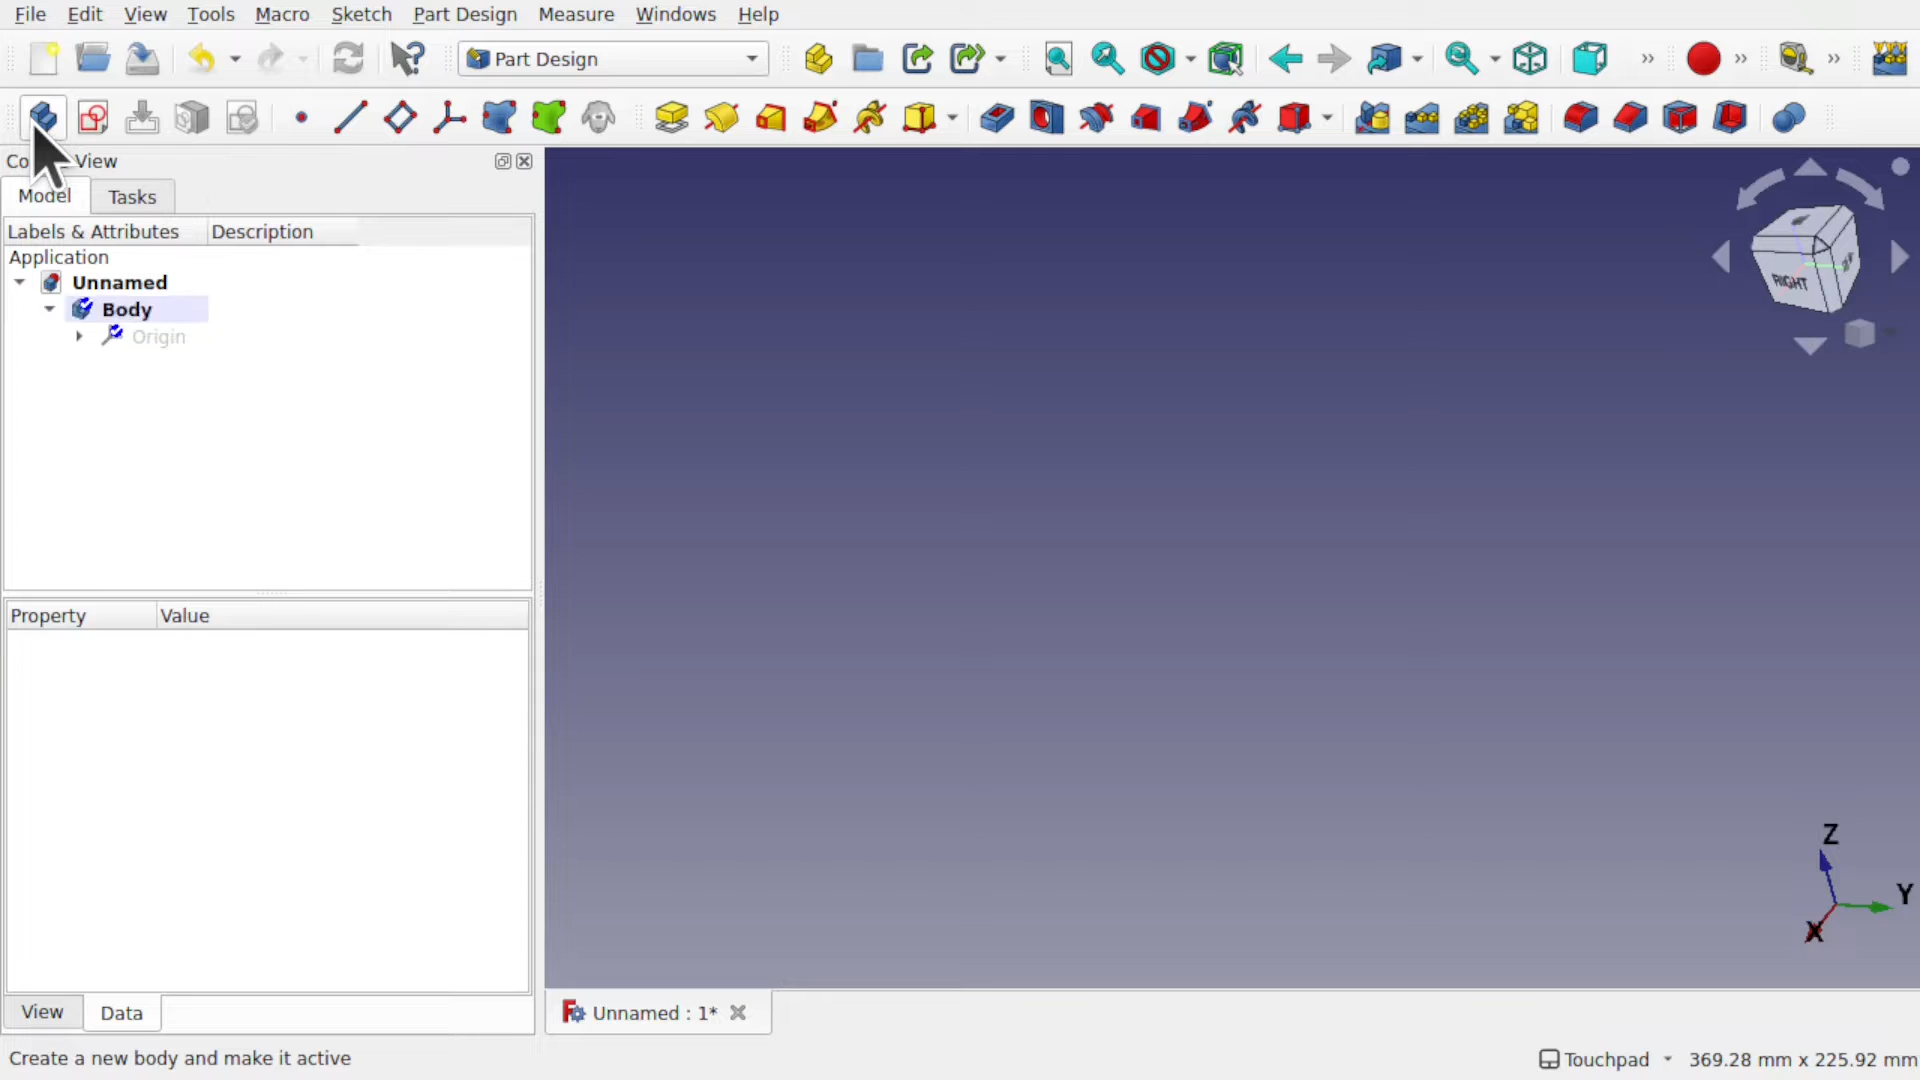 File Edit View Tools Macro Sketch Part Design Measure Windows Help
Part Design
Co View
Model Tasks
Labels & Attributes Description
Application
Unnamed
Body
Origin
Property Value
View Data
RIGHT
Z
Y
X
Unnamed : 1*
Create a new body and make it active
Touchpad 369.28 mm x 225.92 mm